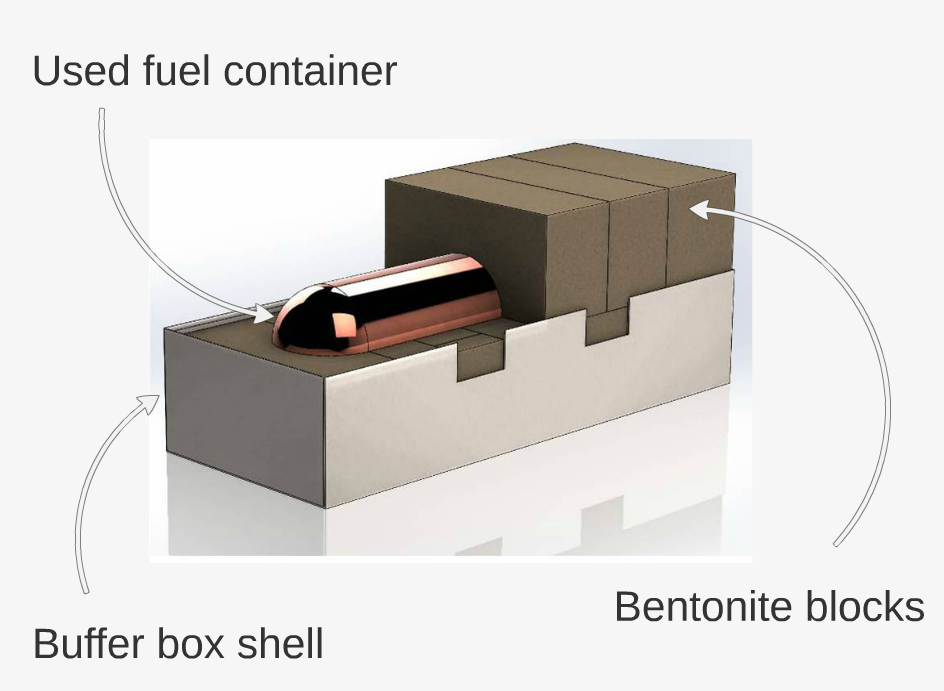 Used fuel container
Bentonite blocks
Buffer box shell